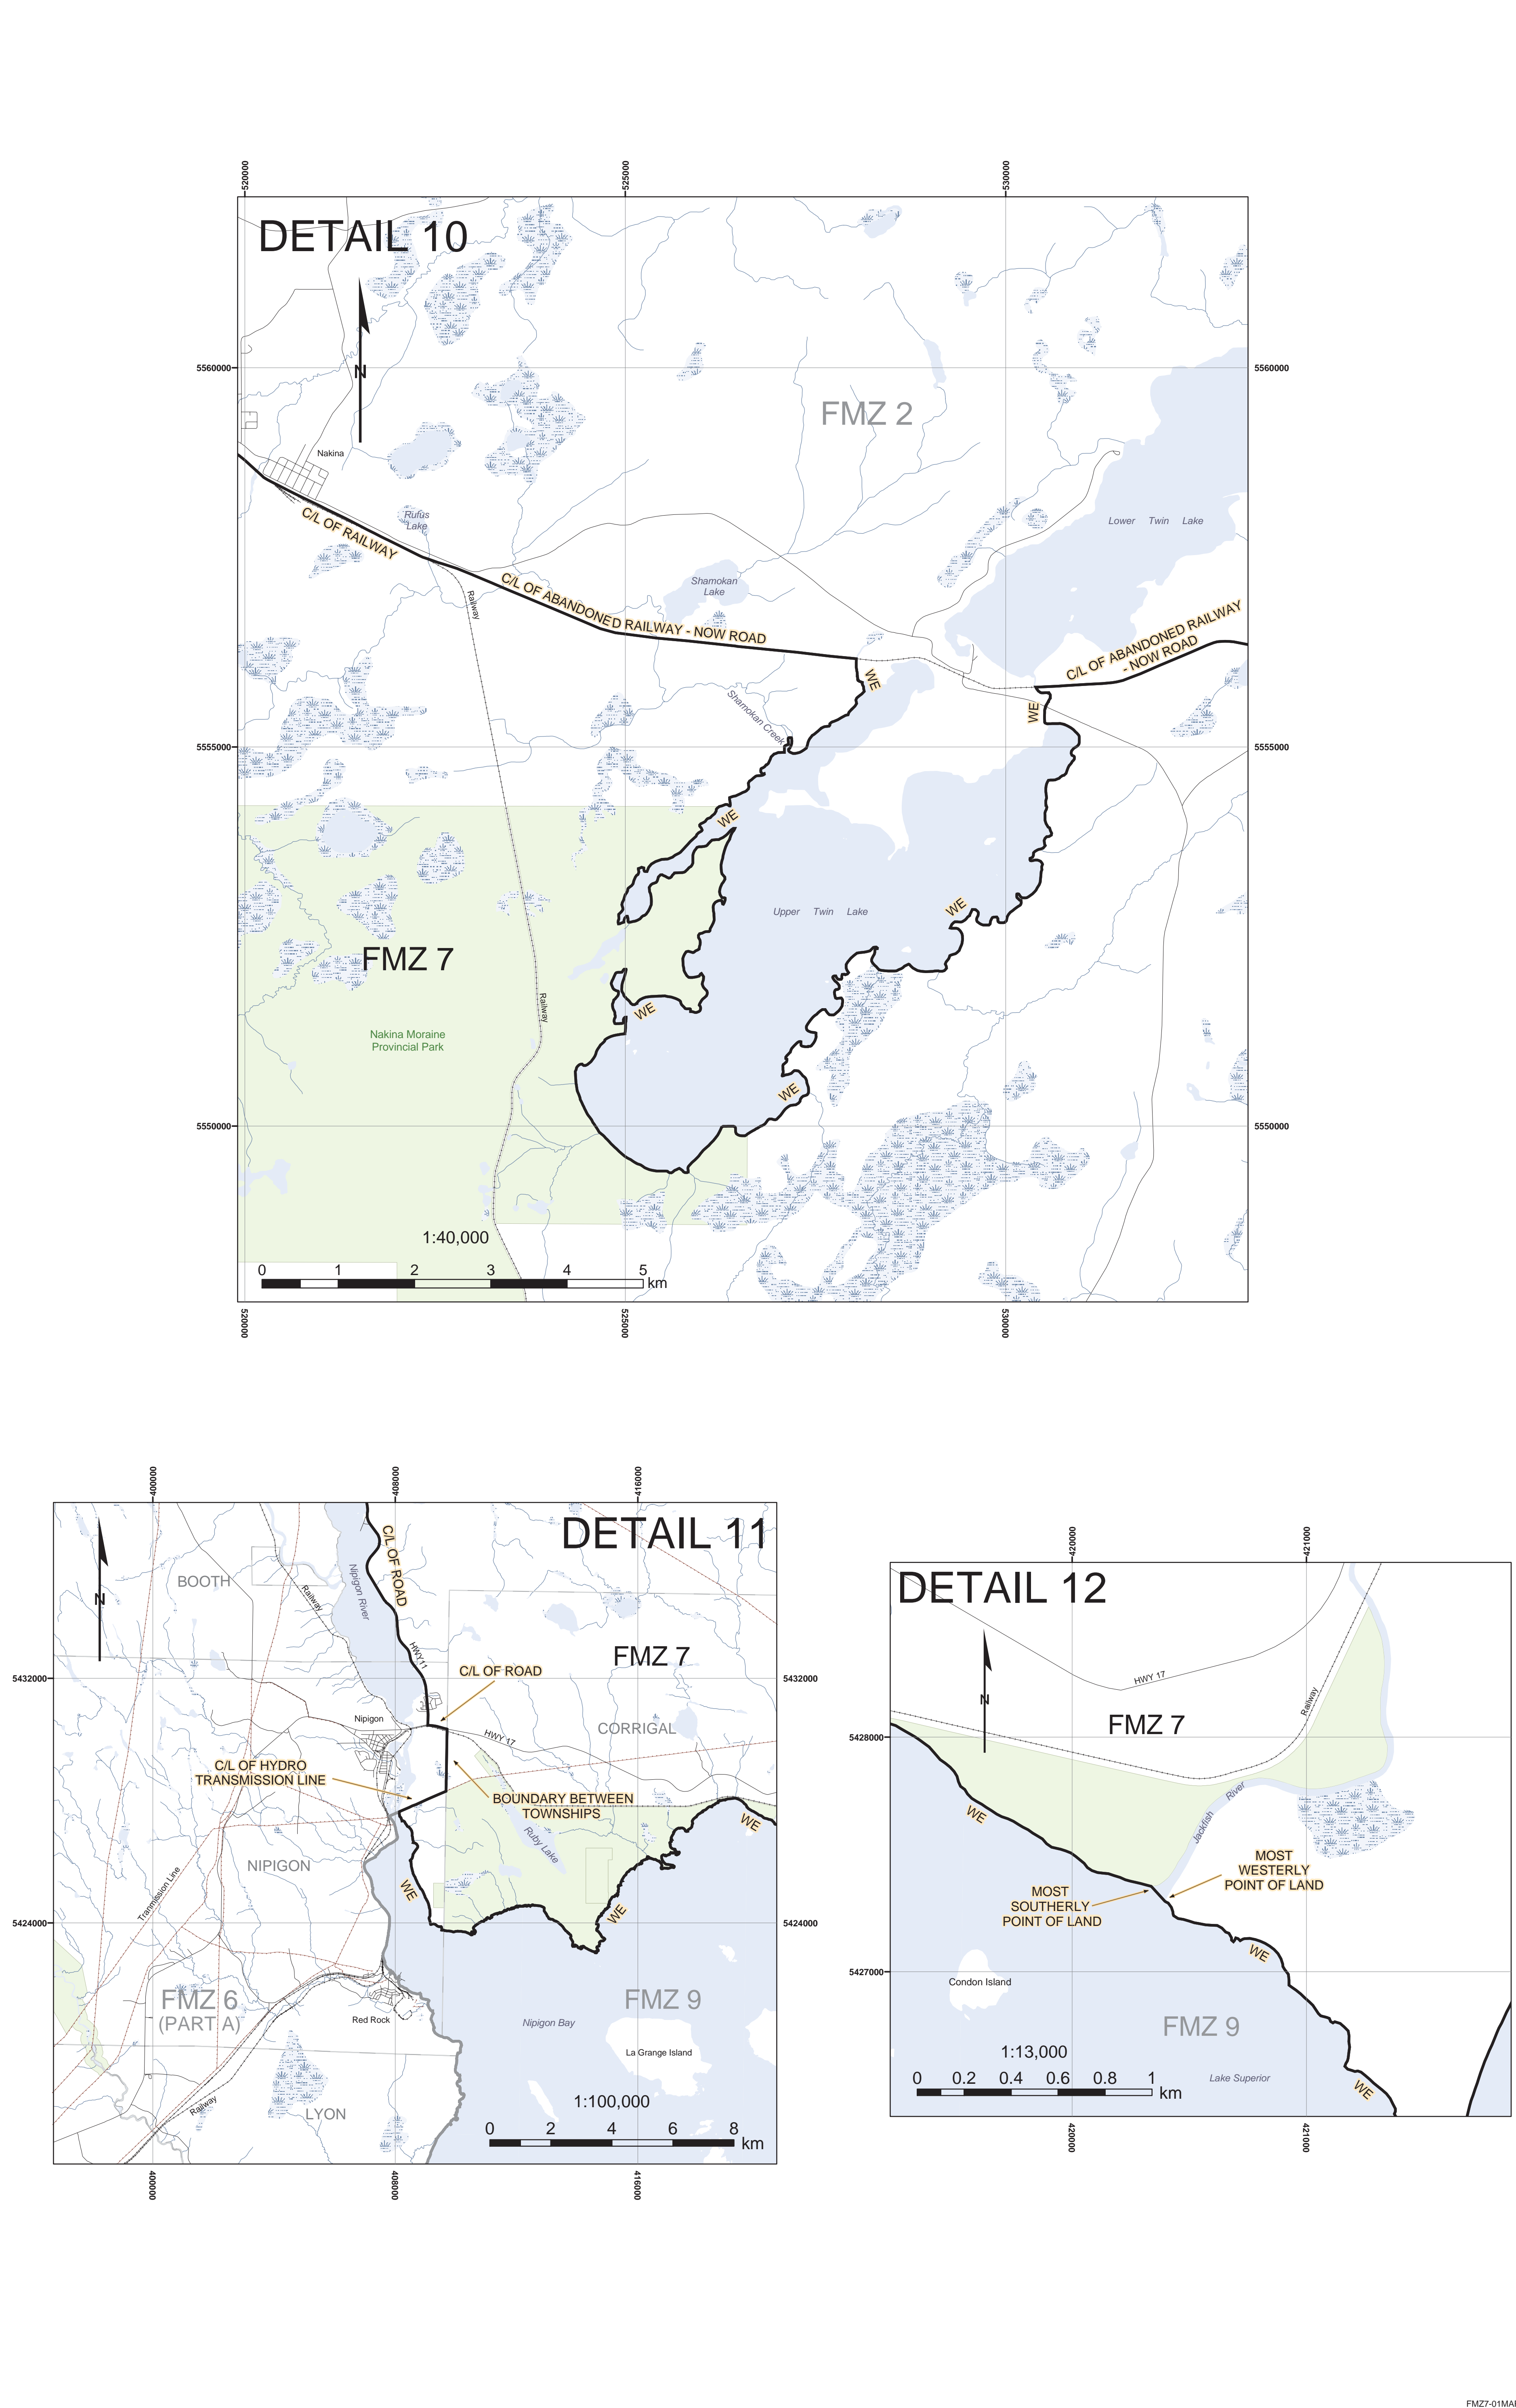 520000
525000
530000
DETAIL 10
N
5560000
5560000
FMZ 2
Nakina
Rufus
Lake
C/L OF RAILWAY
Lower Twin Lake
Railway
C/L OF ABANDONED RAILWAY - NOW ROAD
Shamokan
Lake
C/L OF ABANDONED RAILWAY
- NOW ROAD
WE
WE
Shamokan Creek
5555000
5555000
WE
Upper Twin Lake
WE
FMZ 7
Railway
WE
Nakina Moraine
Provincial Park
WE
5550000
5550000
1:40,000
0 1 2 3 4 5
km
520000
525000
530000
400000
408000
416000
DETAIL 11
N
C/L OF ROAD
BOOTH
Nipigon River
Railway
HWY11
FMZ 7
C/L OF ROAD
5432000
5432000
Nipigon
HWY 17
CORRIGAL
C/L OF HYDRO
TRANSMISSION LINE
BOUNDARY BETWEEN
TOWNSHIPS
WE
Ruby Lake
NIPIGON
WE
Tranmission Line
WE
5424000
5424000
FMZ 6
(PART A)
FMZ 9
Red Rock
Nipigon Bay
La Grange Island
1:100,000
Railway
LYON
0 2 4 6 8
km
400000
408000
416000
420000
421000
DETAIL 12
N
HWY 17
Railway
FMZ 7
5428000
WE
Jackfish River
MOST
WESTERLY
POINT OF LAND
MOST
SOUTHERLY
POINT OF LAND
WE
5427000
Condon Island
FMZ 9
1:13,000
Lake Superior
WE
0 0.2 0.4 0.6 0.8 1
km
420000
421000
FMZ7-01MAI